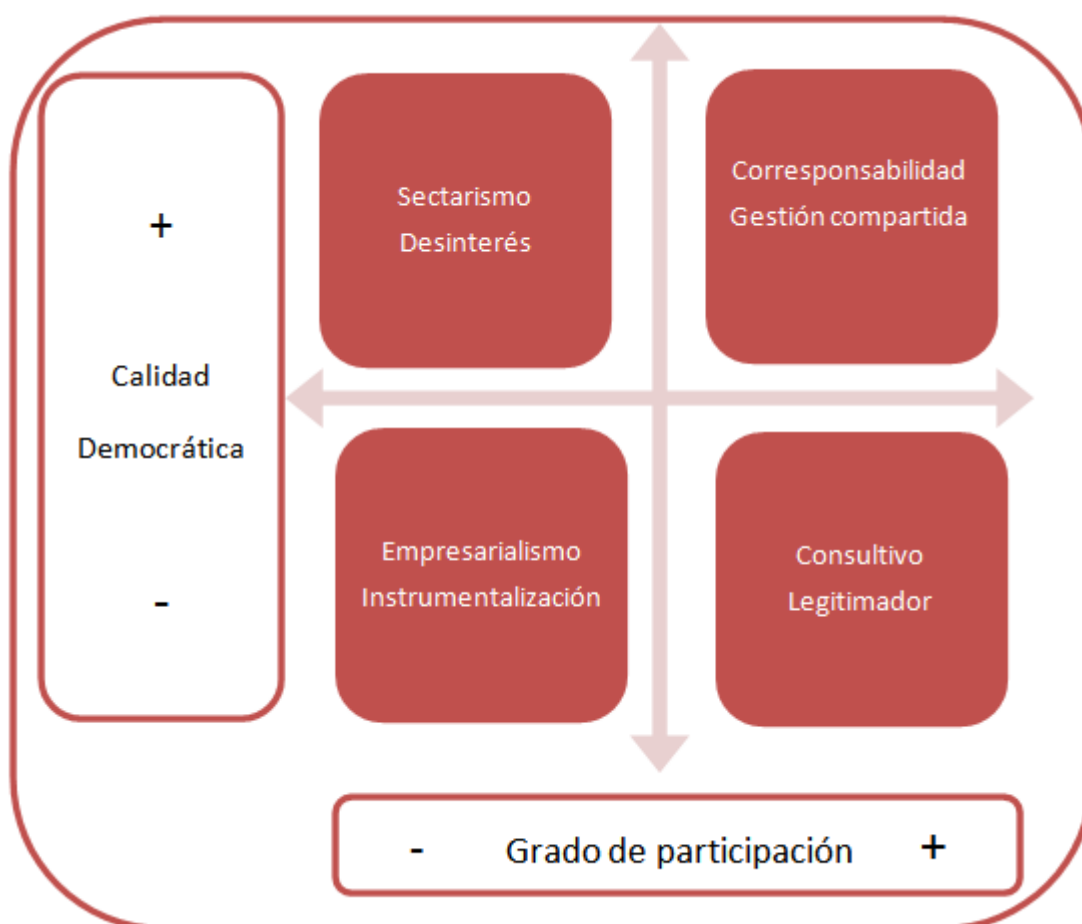 +
Calidad
Democrática
-
Sectarismo
Desinterés
Corresponsabilidad
Gestión compartida
Empresarialismo
Instrumentalización
Consultivo
Legitimador
- Grado de participación +